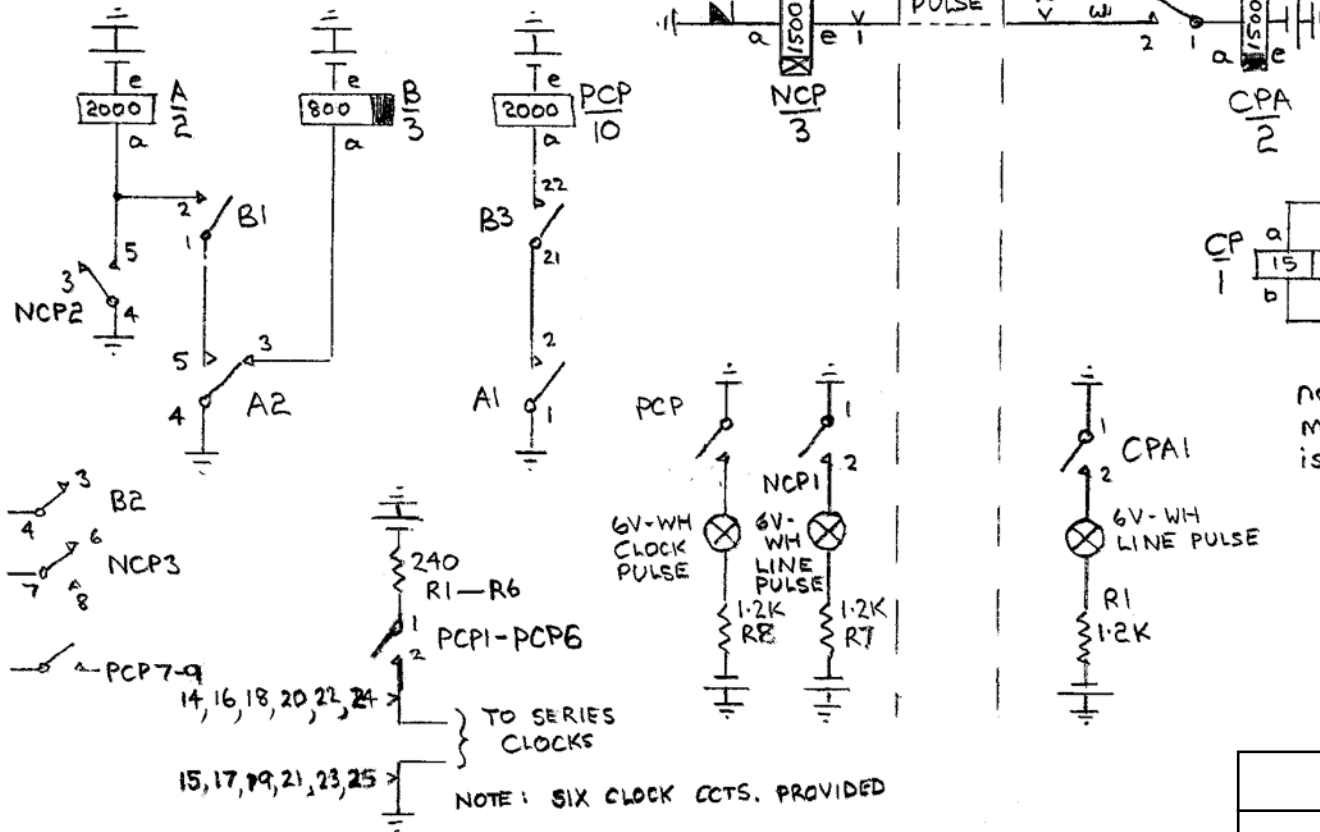 PULSE
a
1500
e
1
W
2
1
1500
a
e
NCP
3
CPA
2
e
2000
A
2
a
e
800
B
3
a
e
2000
PCP
10
a
2
B1
1
5
3
NCP2
4
22
B3
21
5
3
4
A2
2
A1
1
CP
1
a
15
b
PCP
1
2
NCP1
6V-WH
CLOCK
PULSE
6V-
WH
LINE
PULSE
1.2K
R8
1.2K
R7
1
2
CPA1
6V-WH
LINE PULSE
R1
1.2K
3
4
B2
6
7
8
NCP3
PCP7-9
240
R1—R6
1
2
PCP1-PCP6
14,16,18,20,22,24
TO SERIES
CLOCKS
15,17,19,21,23,25
NOTE: SIX CLOCK CCTS. PROVIDED
is